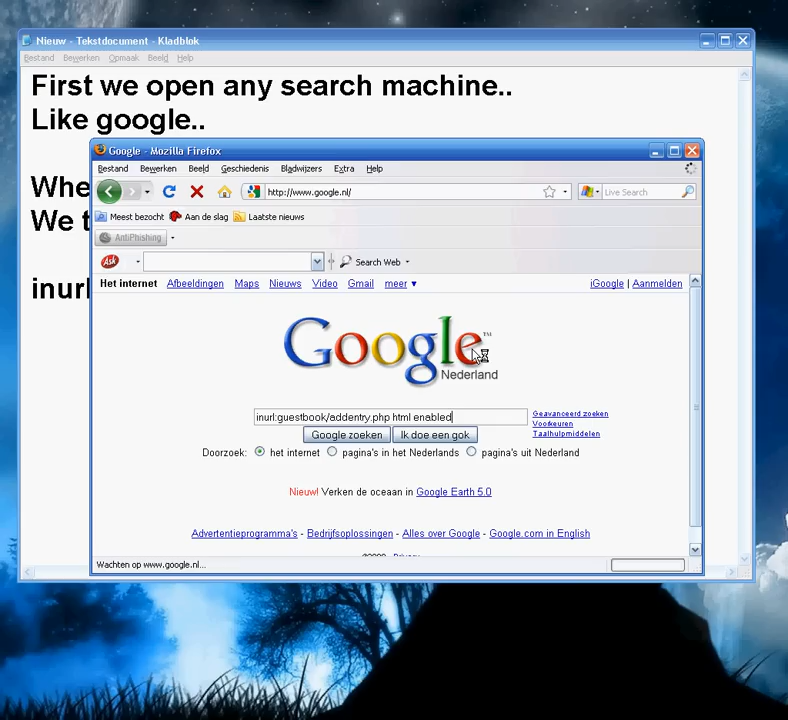 Nieuw - Tekstdocument - Kladblok
Bestand Bewerken Opmaak Beeld Help
First we open any search machine..
Like google..
Whe
We t
inurl
Google - Mozilla Firefox
Bestand Bewerken Beeld Geschiedenis Bladwijzers Extra Help
http://www.google.nl/ Live Search
Meest bezocht Aan de slag Laatste nieuws
AntiPhishing
Ask Search Web
Het internet Afbeeldingen Maps Nieuws Video Gmail meer ▼ iGoogle | Aanmelden
Google™
Nederland
inurl:guestbook/addentry.php html enabled
Geavanceerd zoeken
Voorkeuren
Taalhulpmiddelen
Google zoeken Ik doe een gok
Doorzoek: het internet pagina's in het Nederlands pagina's uit Nederland
Nieuw! Verken de oceaan in Google Earth 5.0
Advertentieprogramma's - Bedrijfsoplossingen - Alles over Google - Google.com in English
©2009 - Privacy
Wachten op www.google.nl...